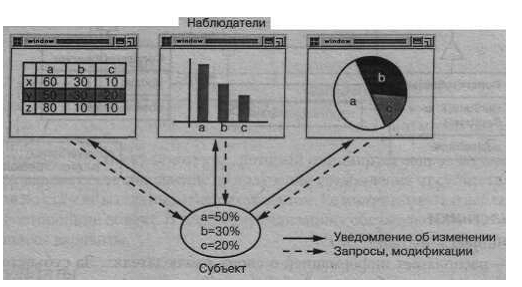 Наблюдатели
window
window
window
a b c
x 60 30 10
y 50 30 20
z 80 10 10
a b c
a
b
c
a=50%
b=30%
c=20%
Субъект
Уведомление об изменении
Запросы, модификации